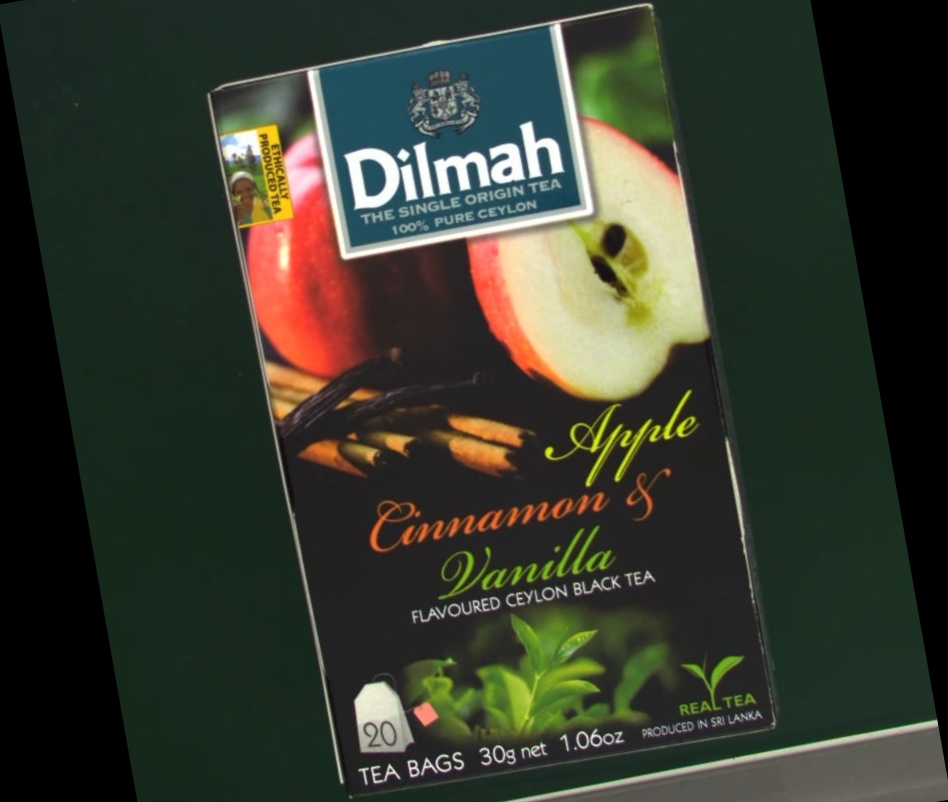 Dilmah
THE SINGLE ORIGIN TEA
100% PURE CEYLON
ETHICALLY
PRODUCED TEA
Apple
Cinnamon &
Vanilla
FLAVOURED CEYLON BLACK TEA
20
TEA BAGS 30g net 1.06oz
REAL TEA
PRODUCED IN SRI LANKA